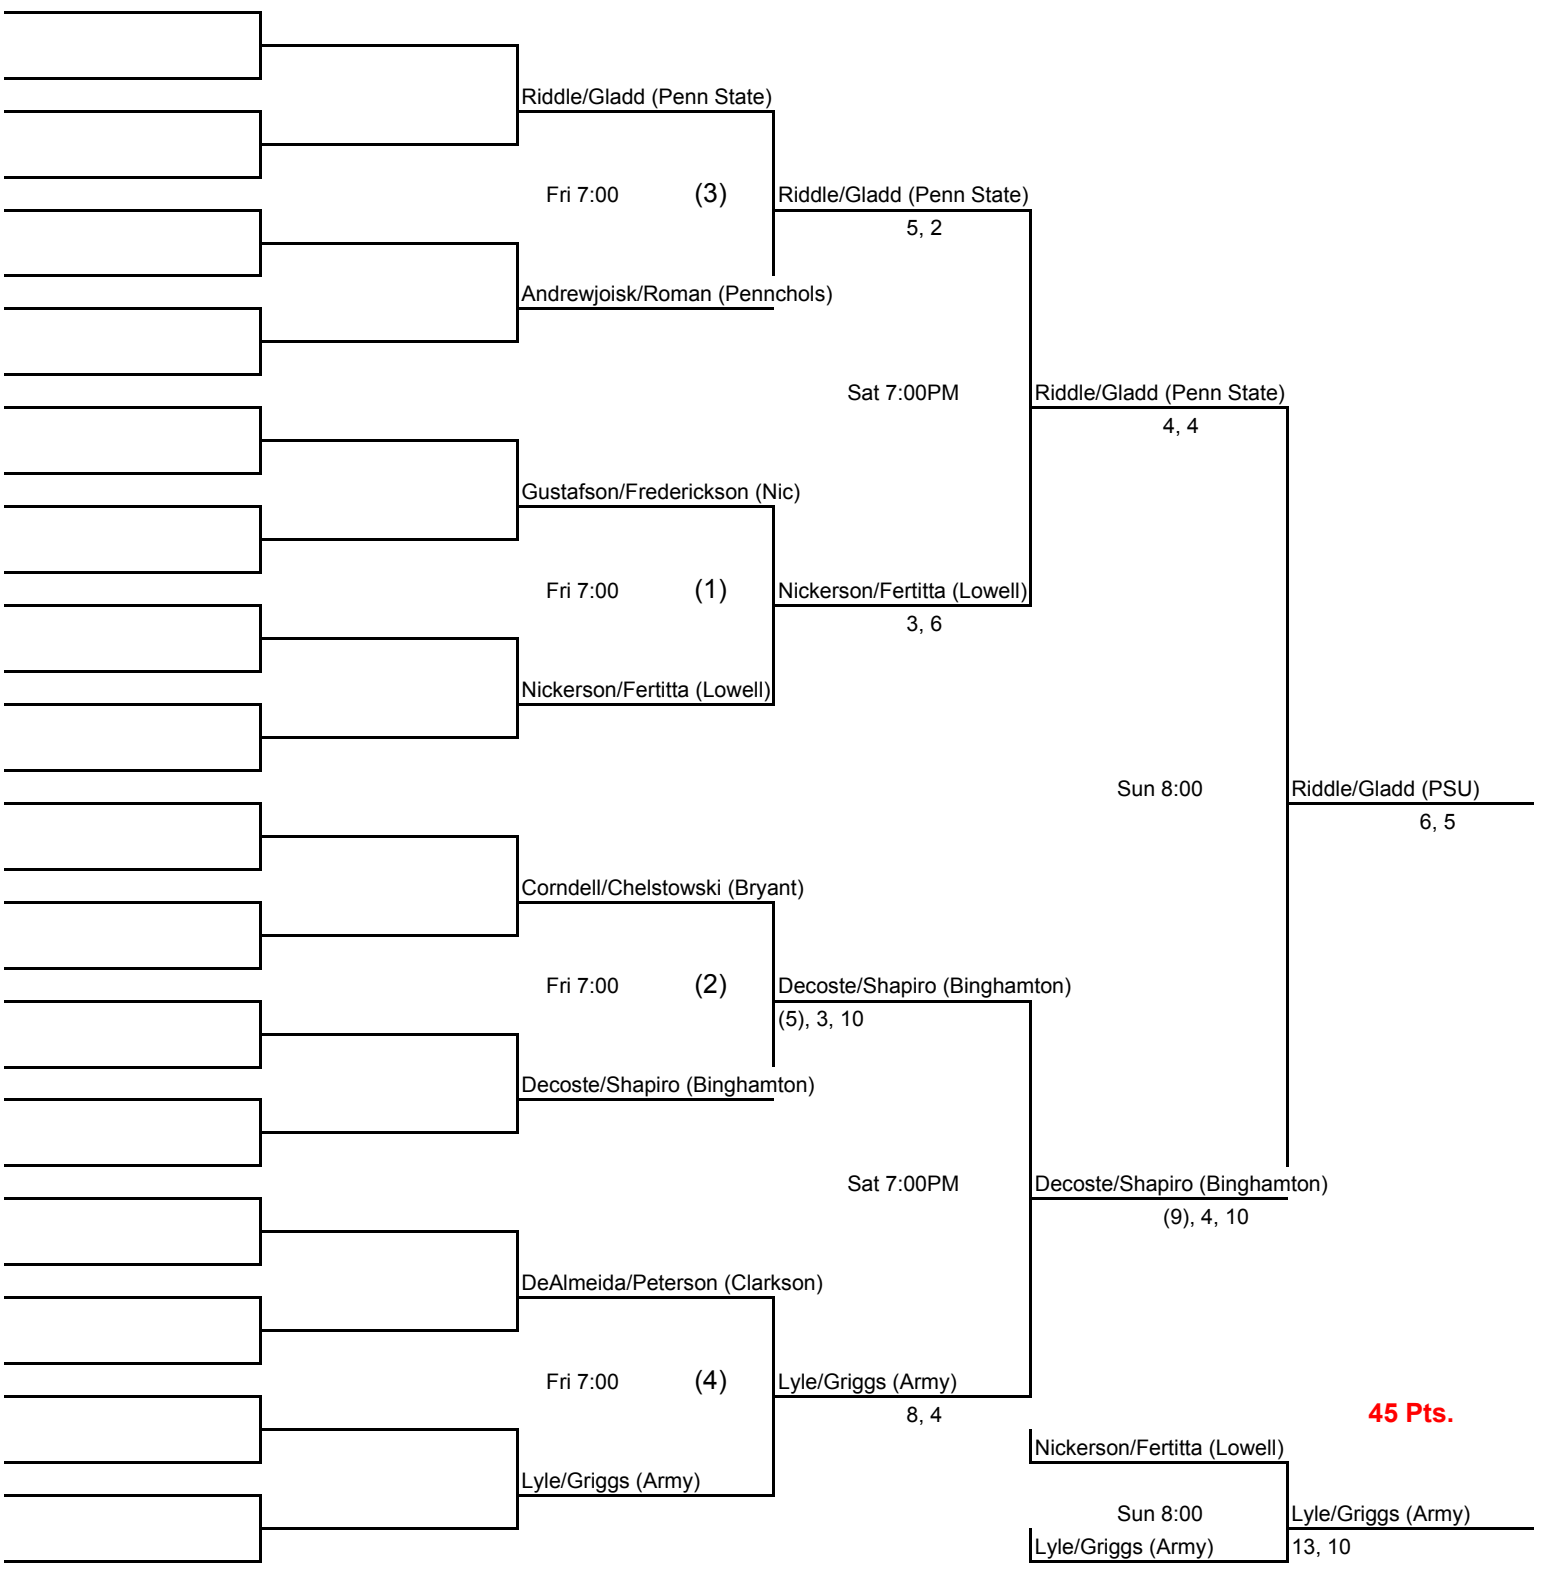 Riddle/Gladd (Penn State)
Fri 7:00 (3) Riddle/Gladd (Penn State)
5, 2
Andrewjoisk/Roman (Pennchols)
Sat 7:00PM Riddle/Gladd (Penn State)
4, 4
Gustafson/Frederickson (Nic)
Fri 7:00 (1) Nickerson/Fertitta (Lowell)
3, 6
Nickerson/Fertitta (Lowell)
Sun 8:00 Riddle/Gladd (PSU)
6, 5
Corndell/Chelstowski (Bryant)
Fri 7:00 (2) Decoste/Shapiro (Binghamton)
(5), 3, 10
Decoste/Shapiro (Binghamton)
Sat 7:00PM Decoste/Shapiro (Binghamton)
(9), 4, 10
DeAlmeida/Peterson (Clarkson)
Fri 7:00 (4) Lyle/Griggs (Army)
8, 4 45 Pts.
Nickerson/Fertitta (Lowell)
Lyle/Griggs (Army)
Sun 8:00 Lyle/Griggs (Army)
Lyle/Griggs (Army) 13, 10